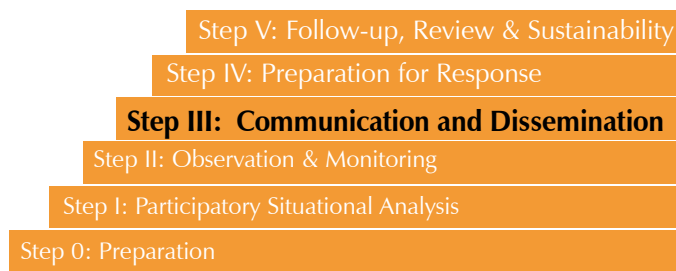 Step V: Follow-up, Review & Sustainability
Step IV: Preparation for Response
Step III: Communication and Dissemination
Step II: Observation & Monitoring
Step I: Participatory Situational Analysis
Step 0: Preparation